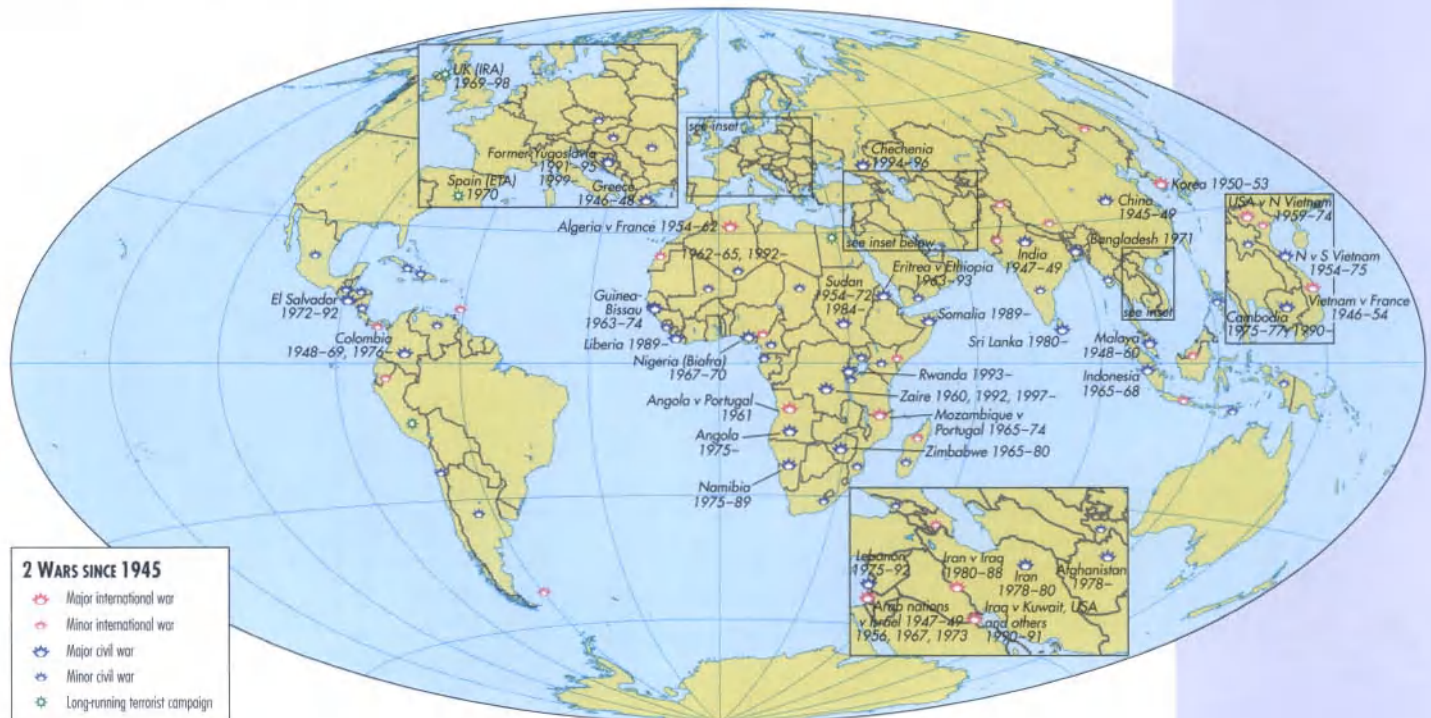 UK (IRA)
1969–98
Former Yugoslavia
1991–95
1999–
Spain (ETA)
1970
Greece
1946–48
see inset
Chechenia
1994–96
Korea 1950–53
China
1945–49
USA v N Vietnam
1959–74
Algeria v France 1954–62
1962–65, 1992–
see inset below
India
1947–49
Bangladesh 1971
N v S Vietnam
1954–75
Vietnam v France
1946–54
Cambodia
1975–77, 1990–
see inset
El Salvador
1972–92
Guinea-
Bissau
1963–74
Sudan
1954–72
1984–
Eritrea v Ethiopia
1963–93
Somalia 1989–
Sri Lanka 1980–
Malaya
1948–60
Colombia
1948–69, 1976–
Liberia 1989–
Nigeria (Biafra)
1967–70
Rwanda 1993–
Indonesia
1965–68
Zaire 1960, 1992, 1997–
Angola v Portugal
1961
Mozambique v
Portugal 1965–74
Angola
1975–
Zimbabwe 1965–80
Namibia
1975–89
Lebanon
1975–92
Iran v Iraq
1980–88
Iran
1978–80
Afghanistan
1978–
Arab nations
v Israel 1947–49
1956, 1967, 1973
Iraq v Kuwait, USA
and others
1990–91
2 WARS SINCE 1945
Major international war
Minor international war
Major civil war
Minor civil war
Long-running terrorist campaign